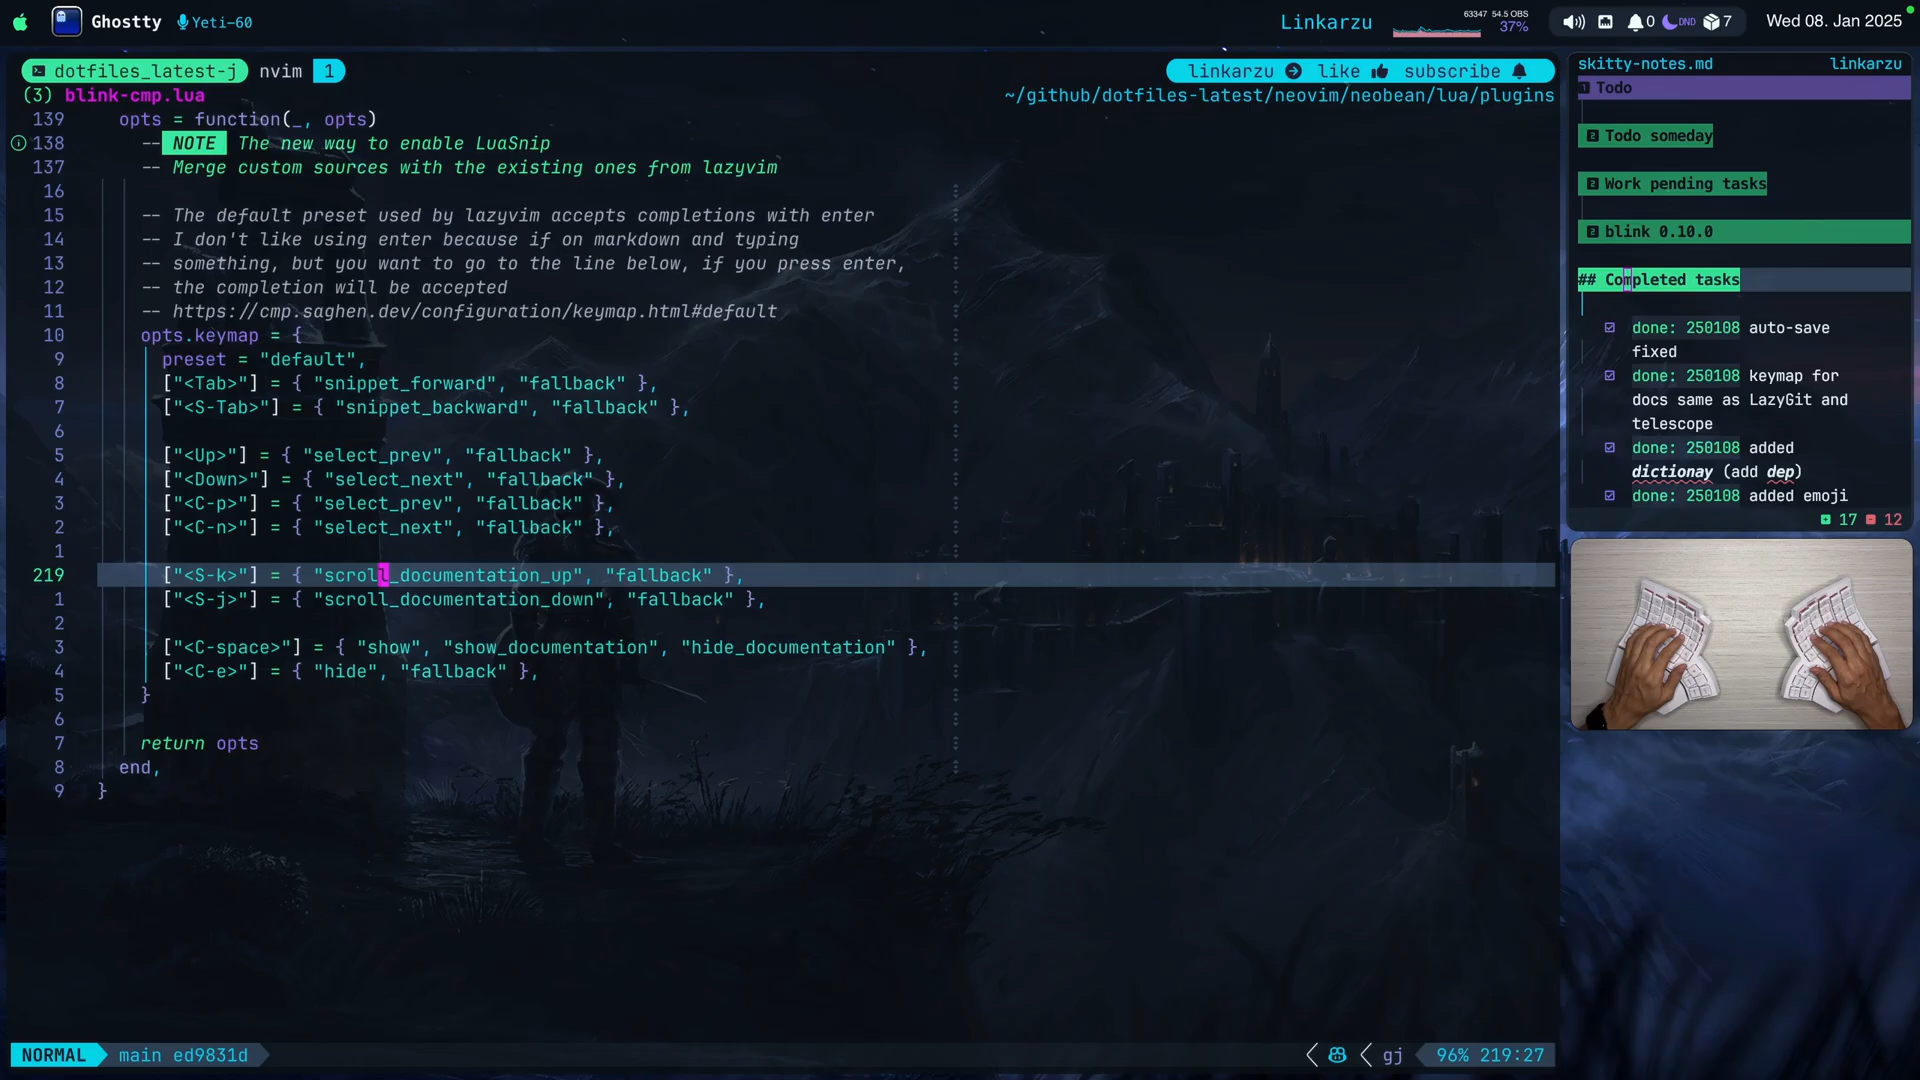 Ghostty Yeti-60
Linkarzu 63347 54.5 OBS 37% 0 DND 7 Wed 08. Jan 2025
dotfiles_latest-j nvim 1 linkarzu like subscribe
(3) blink-cmp.lua ~/github/dotfiles-latest/neovim/neobean/lua/plugins
139 opts = function(_, opts)
138 -- NOTE The new way to enable LuaSnip
137 -- Merge custom sources with the existing ones from lazyvim
16
15 -- The default preset used by lazyvim accepts completions with enter
14 -- I don't like using enter because if on markdown and typing
13 -- something, but you want to go to the line below, if you press enter,
12 -- the completion will be accepted
11 -- https://cmp.saghen.dev/configuration/keymap.html#default
10 opts.keymap = {
9 preset = "default",
8 ["<Tab>"] = { "snippet_forward", "fallback" },
7 ["<S-Tab>"] = { "snippet_backward", "fallback" },
6
5 ["<Up>"] = { "select_prev", "fallback" },
4 ["<Down>"] = { "select_next", "fallback" },
3 ["<C-p>"] = { "select_prev", "fallback" },
2 ["<C-n>"] = { "select_next", "fallback" },
1
219 ["<S-k>"] = { "scroll_documentation_up", "fallback" },
1 ["<S-j>"] = { "scroll_documentation_down", "fallback" },
2
3 ["<C-space>"] = { "show", "show_documentation", "hide_documentation" },
4 ["<C-e>"] = { "hide", "fallback" },
5 }
6
7 return opts
8 end,
9 }
NORMAL main ed9831d gj 96% 219:27
skitty-notes.md linkarzu
1 Todo
2 Todo someday
2 Work pending tasks
2 blink 0.10.0
## Completed tasks
done: 250108 auto-save
fixed
done: 250108 keymap for
docs same as LazyGit and
telescope
done: 250108 added
dictionay (add dep)
done: 250108 added emoji
17 12